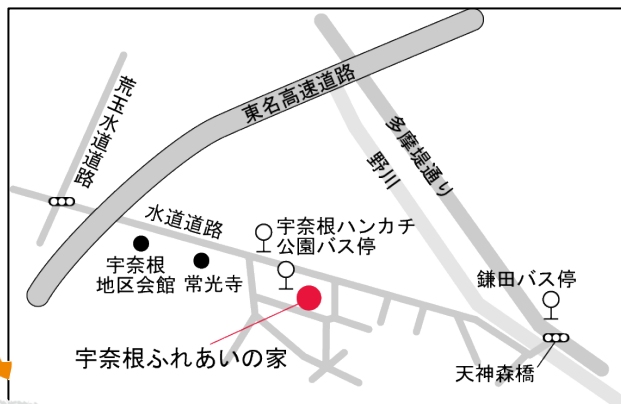 東名高速道路
荒玉水道道路
多摩堤通り
野川
水道道路
宇奈根ハンカチ
公園バス停
宇奈根
地区会館
常光寺
鎌田バス停
宇奈根ふれあいの家
天神森橋